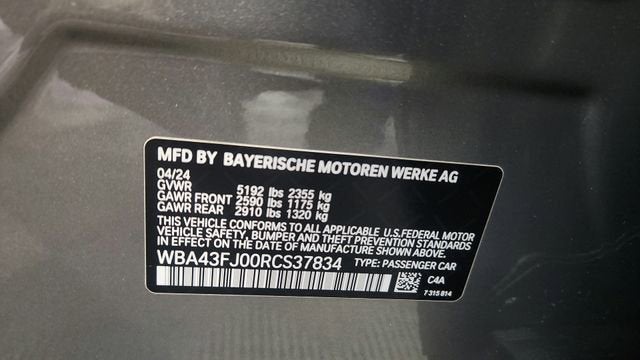 MFD BY BAYERISCHE MOTOREN WERKE AG
04/24
GVWR 5192 lbs 2355 kg
GAWR FRONT 2590 lbs 1175 kg
GAWR REAR 2910 lbs 1320 kg
THIS VEHICLE CONFORMS TO ALL APPLICABLE U.S.FEDERAL MOTOR
VEHICLE SAFETY, BUMPER AND THEFT PREVENTION STANDARDS
IN EFFECT ON THE DATE OF MANUFACTURE SHOWN ABOVE.
WBA43FJ00RCS37834 TYPE: PASSENGER CAR
C4A
7 315 814